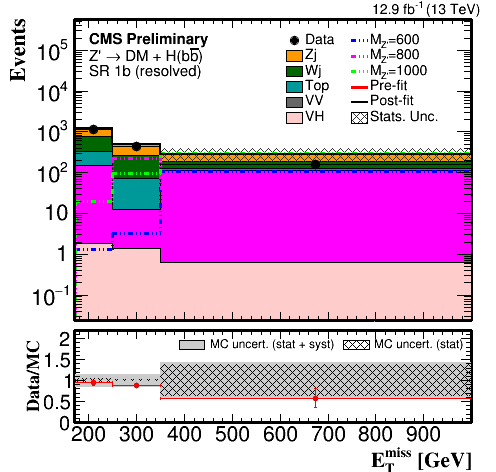 12.9 fb⁻¹ (13 TeV)
Events
CMS Preliminary
Z' → DM + H(bb̅)
SR 1b (resolved)
Data
Zj
Wj
Top
VV
VH
M_Z'=600
M_Z'=800
M_Z'=1000
Pre-fit
Post-fit
Stats. Unc.
10⁵
10⁴
10³
10²
10
1
10⁻¹
Data/MC
MC uncert. (stat + syst)
MC uncert. (stat)
2
1.5
1
0.5
0
200 300 400 500 600 700 800 900
E_T^miss [GeV]